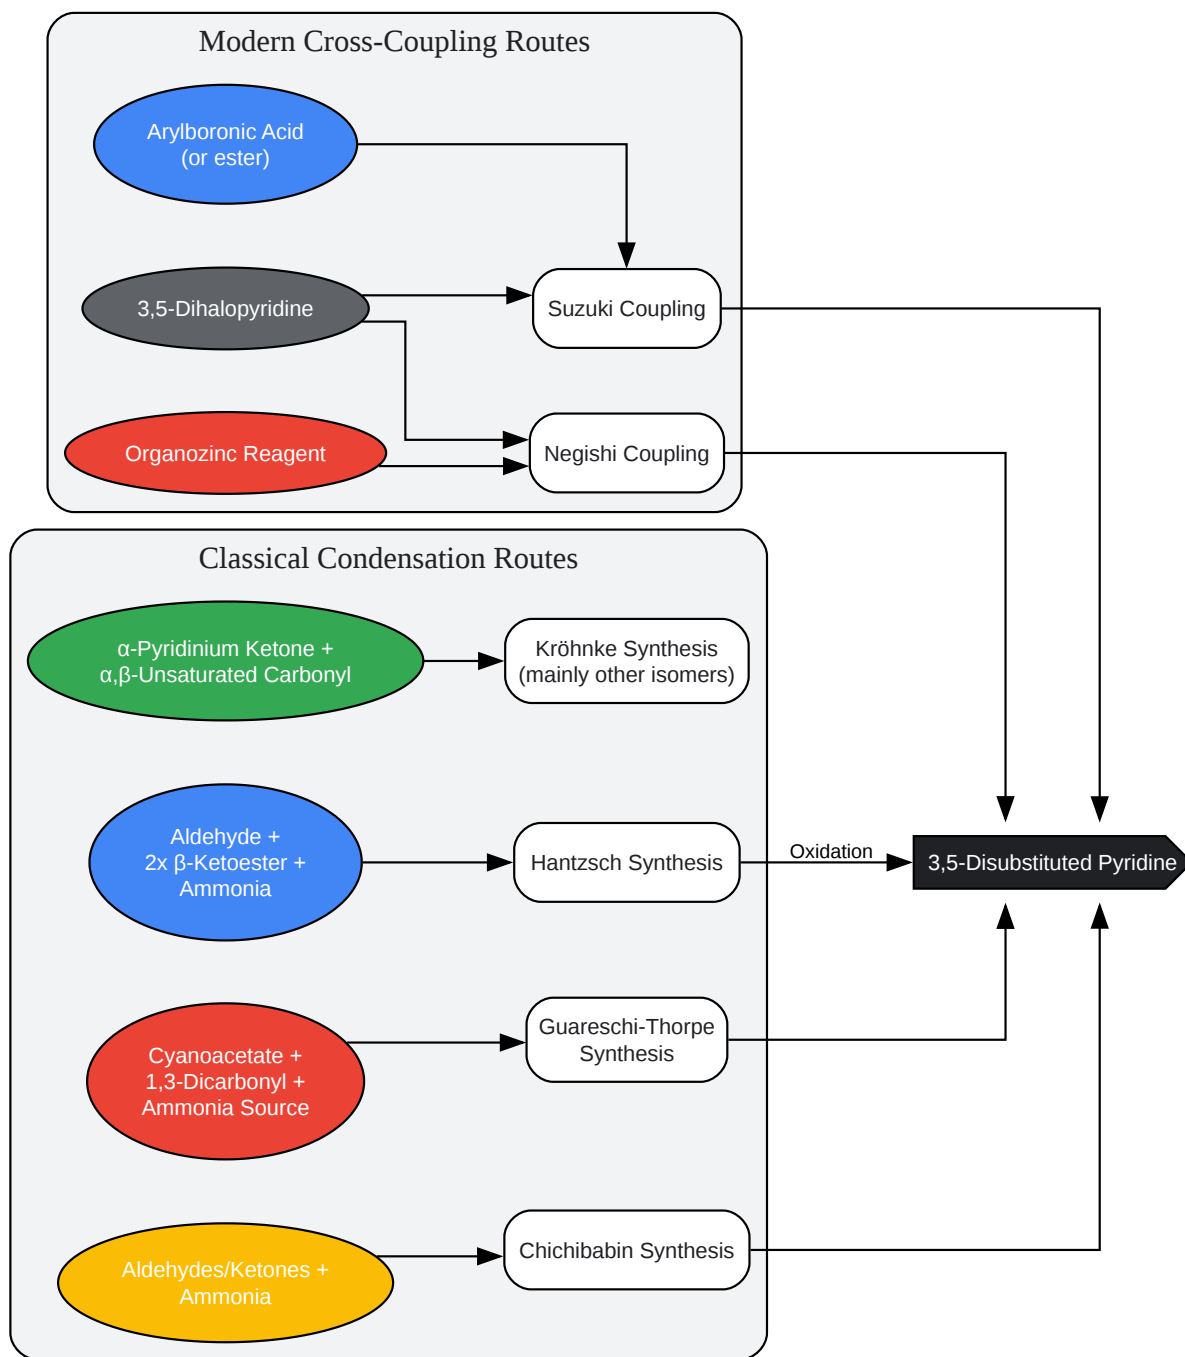 Modern Cross-Coupling Routes
Arylboronic Acid
(or ester)
3,5-Dihalopyridine
Suzuki Coupling
Organozinc Reagent
Negishi Coupling
Classical Condensation Routes
α-Pyridinium Ketone +
α,β-Unsaturated Carbonyl
Kröhnke Synthesis
(mainly other isomers)
Aldehyde +
2x β-Ketoester +
Ammonia
Hantzsch Synthesis
Oxidation
3,5-Disubstituted Pyridine
Cyanoacetate +
1,3-Dicarbonyl +
Ammonia Source
Guareschi-Thorpe
Synthesis
Aldehydes/Ketones +
Ammonia
Chichibabin Synthesis